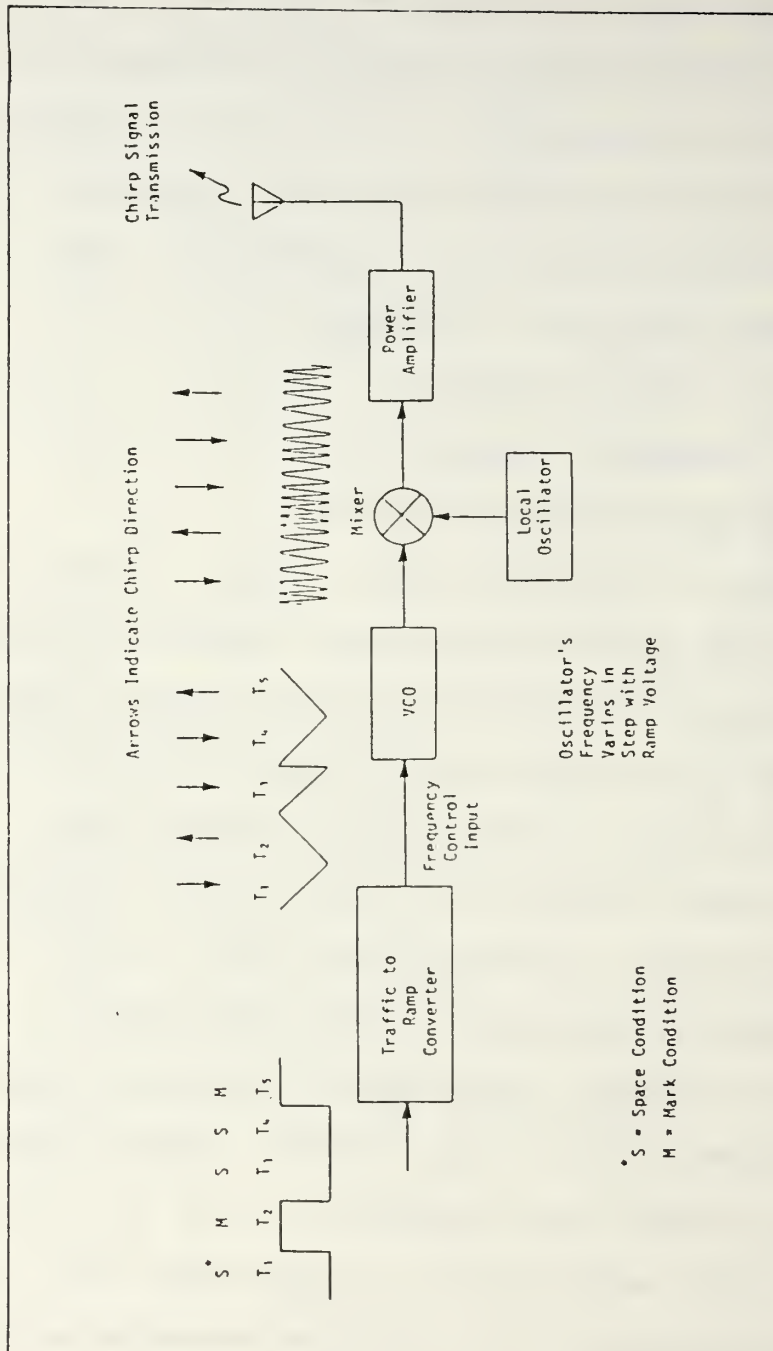 Arrows Indicate Chirp Direction
Chirp Signal
Transmission
S* M S S M
T1 T2 T1 T4 T5
T1 T2 T1 T4 T5
Traffic to
Ramp
Converter
Frequency
Control
Input
VCO
Mixer
Power
Amplifier
Local
Oscillator
Oscillator's
Frequency
Varies in
Step with
Ramp Voltage
*S = Space Condition
M = Mark Condition